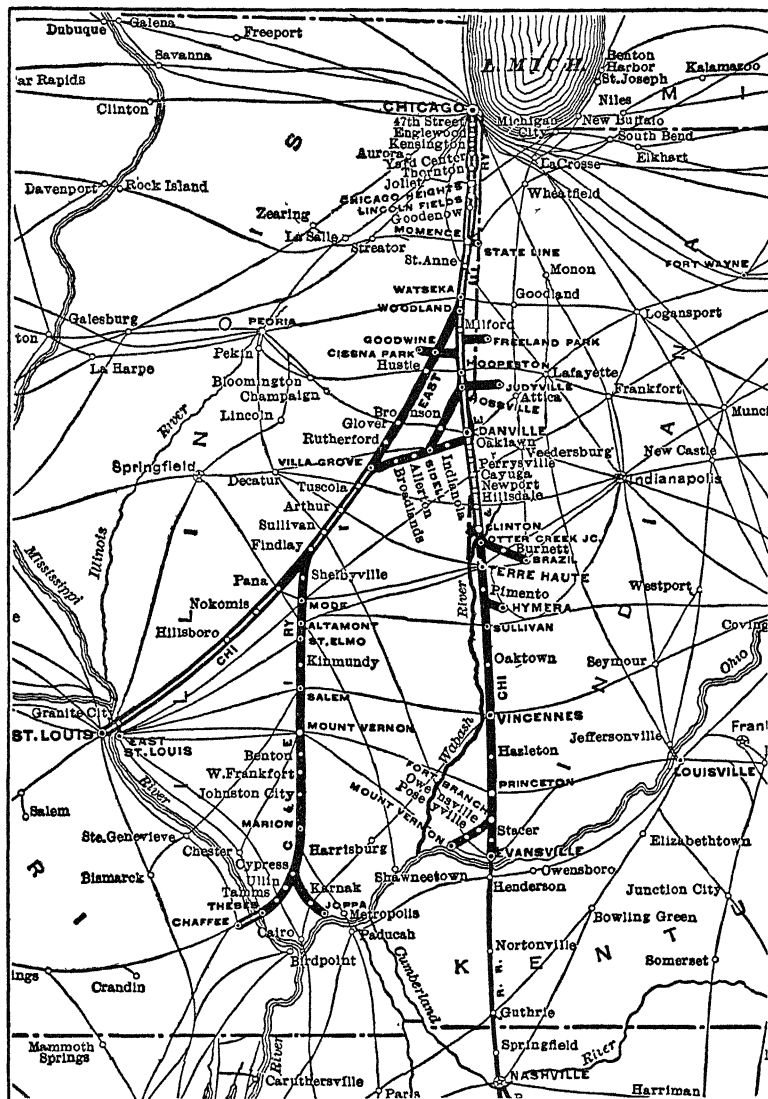 Dubuque
Galena
Freeport
Savanna
L. MICH.
Benton
Harbor
St.Joseph
Kalamazoo
'ar Rapids
Clinton
CHICAGO
Niles
M I
47th Street
Englewood
Kensington
Aurora
Yard Center
Thornton
Joliet
CHICAGO HEIGHTS
LINCOLN FIELDS
Goodenow
MOMENCE
St.Anne
Michigan
City
New Buffalo
South Bend
Elkhart
LaCrosse
Wheatfield
RY
Davenport
Rock Island
Zearing
La Salle
Streator
STATE LINE
Monon
FORT WAYNE
WATSEKA
WOODLAND
Goodland
Logansport
Galesburg
ton
La Harpe
PEORIA
Pekin
Milford
GOODWINE
CISSNA PARK
FREELAND PARK
Hustle
HOOPESTON
Lafayette
Bloomington
Champaign
EAST
JUDYVILLE
ROSSVILLE
Attica
Frankfort
Munci
Lincoln
Glover
Rutherford
DANVILLE
Oaklawn
River
Springfield
Decatur
VILLA GROVE
Tuscola
Broadlands
Allerton
SIDELL
Indianola
Perrysville
Cayuga
Newport
Hillsdale
Veedersburg
New Castle
Indianapolis
Arthur
Sullivan
Findlay
CLINTON
OTTER CREEK JC.
Burnett
BRAZIL
TERRE HAUTE
Mississippi
Illinois
Pana
Shelbyville
Nokomis
MODE
Hillsboro
ALTAMONT
ST.ELMO
River
Pimento
HYMERA
SULLIVAN
Westport
Coving
CHI
RY
Kinmundy
Oaktown
Seymour
Ohio
SALEM
CHI
Granite City
ST.LOUIS
EAST
ST.LOUIS
MOUNT VERNON
VINCENNES
Wabash
Jeffersonville
Frank
LOUISVILLE
Benton
W.Frankfort
Johnston City
MARION
Hazleton
FORT BRANCH
Owensville
Poseyville
MOUNT VERNON
PRINCETON
Salem
River
Ste.Genevieve
Chester
Cypress
Ullin
Tamms
THEBES
CHAFFEE
Harrisburg
Stacer
EVANSVILLE
Elizabethtown
Bismarck
Shawneetown
Owensboro
Henderson
Karnak
JOPPA
Metropolis
Paducah
Junction City
Bowling Green
Cairo
Birdpoint
Cumberland
K E N T U
Nortonville
Somerset
ings
Crandin
R. R.
Guthrie
Mammoth
Springs
River
Springfield
River
Caruthersville
Paris
NASHVILLE
Harriman